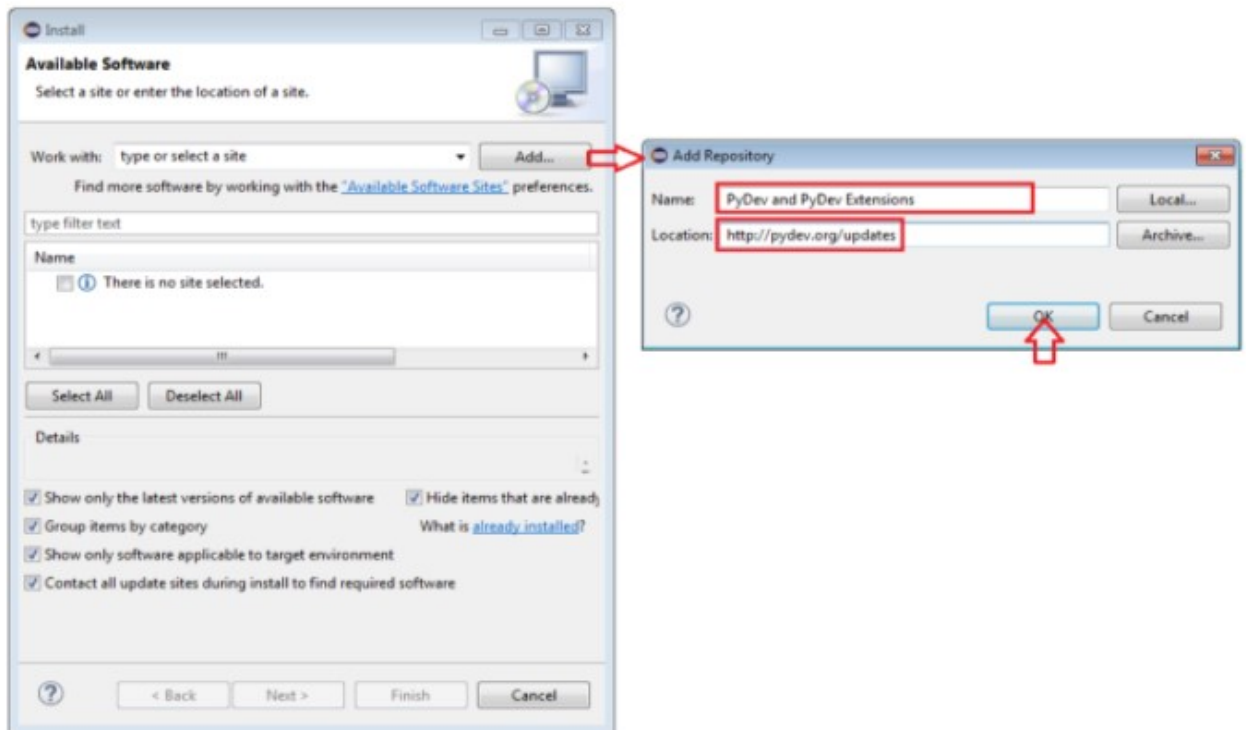 Install
Available Software
Select a site or enter the location of a site.
Work with: type or select a site Add...
Find more software by working with the "Available Software Sites" preferences.
type filter text
Name
There is no site selected.
Select All Deselect All
Details
Show only the latest versions of available software Hide items that are already
Group items by category What is already installed?
Show only software applicable to target environment
Contact all update sites during install to find required software
< Back Next > Finish Cancel
Add Repository
Name: PyDev and PyDev Extensions Local...
Location: http://pydev.org/updates Archive...
OK Cancel